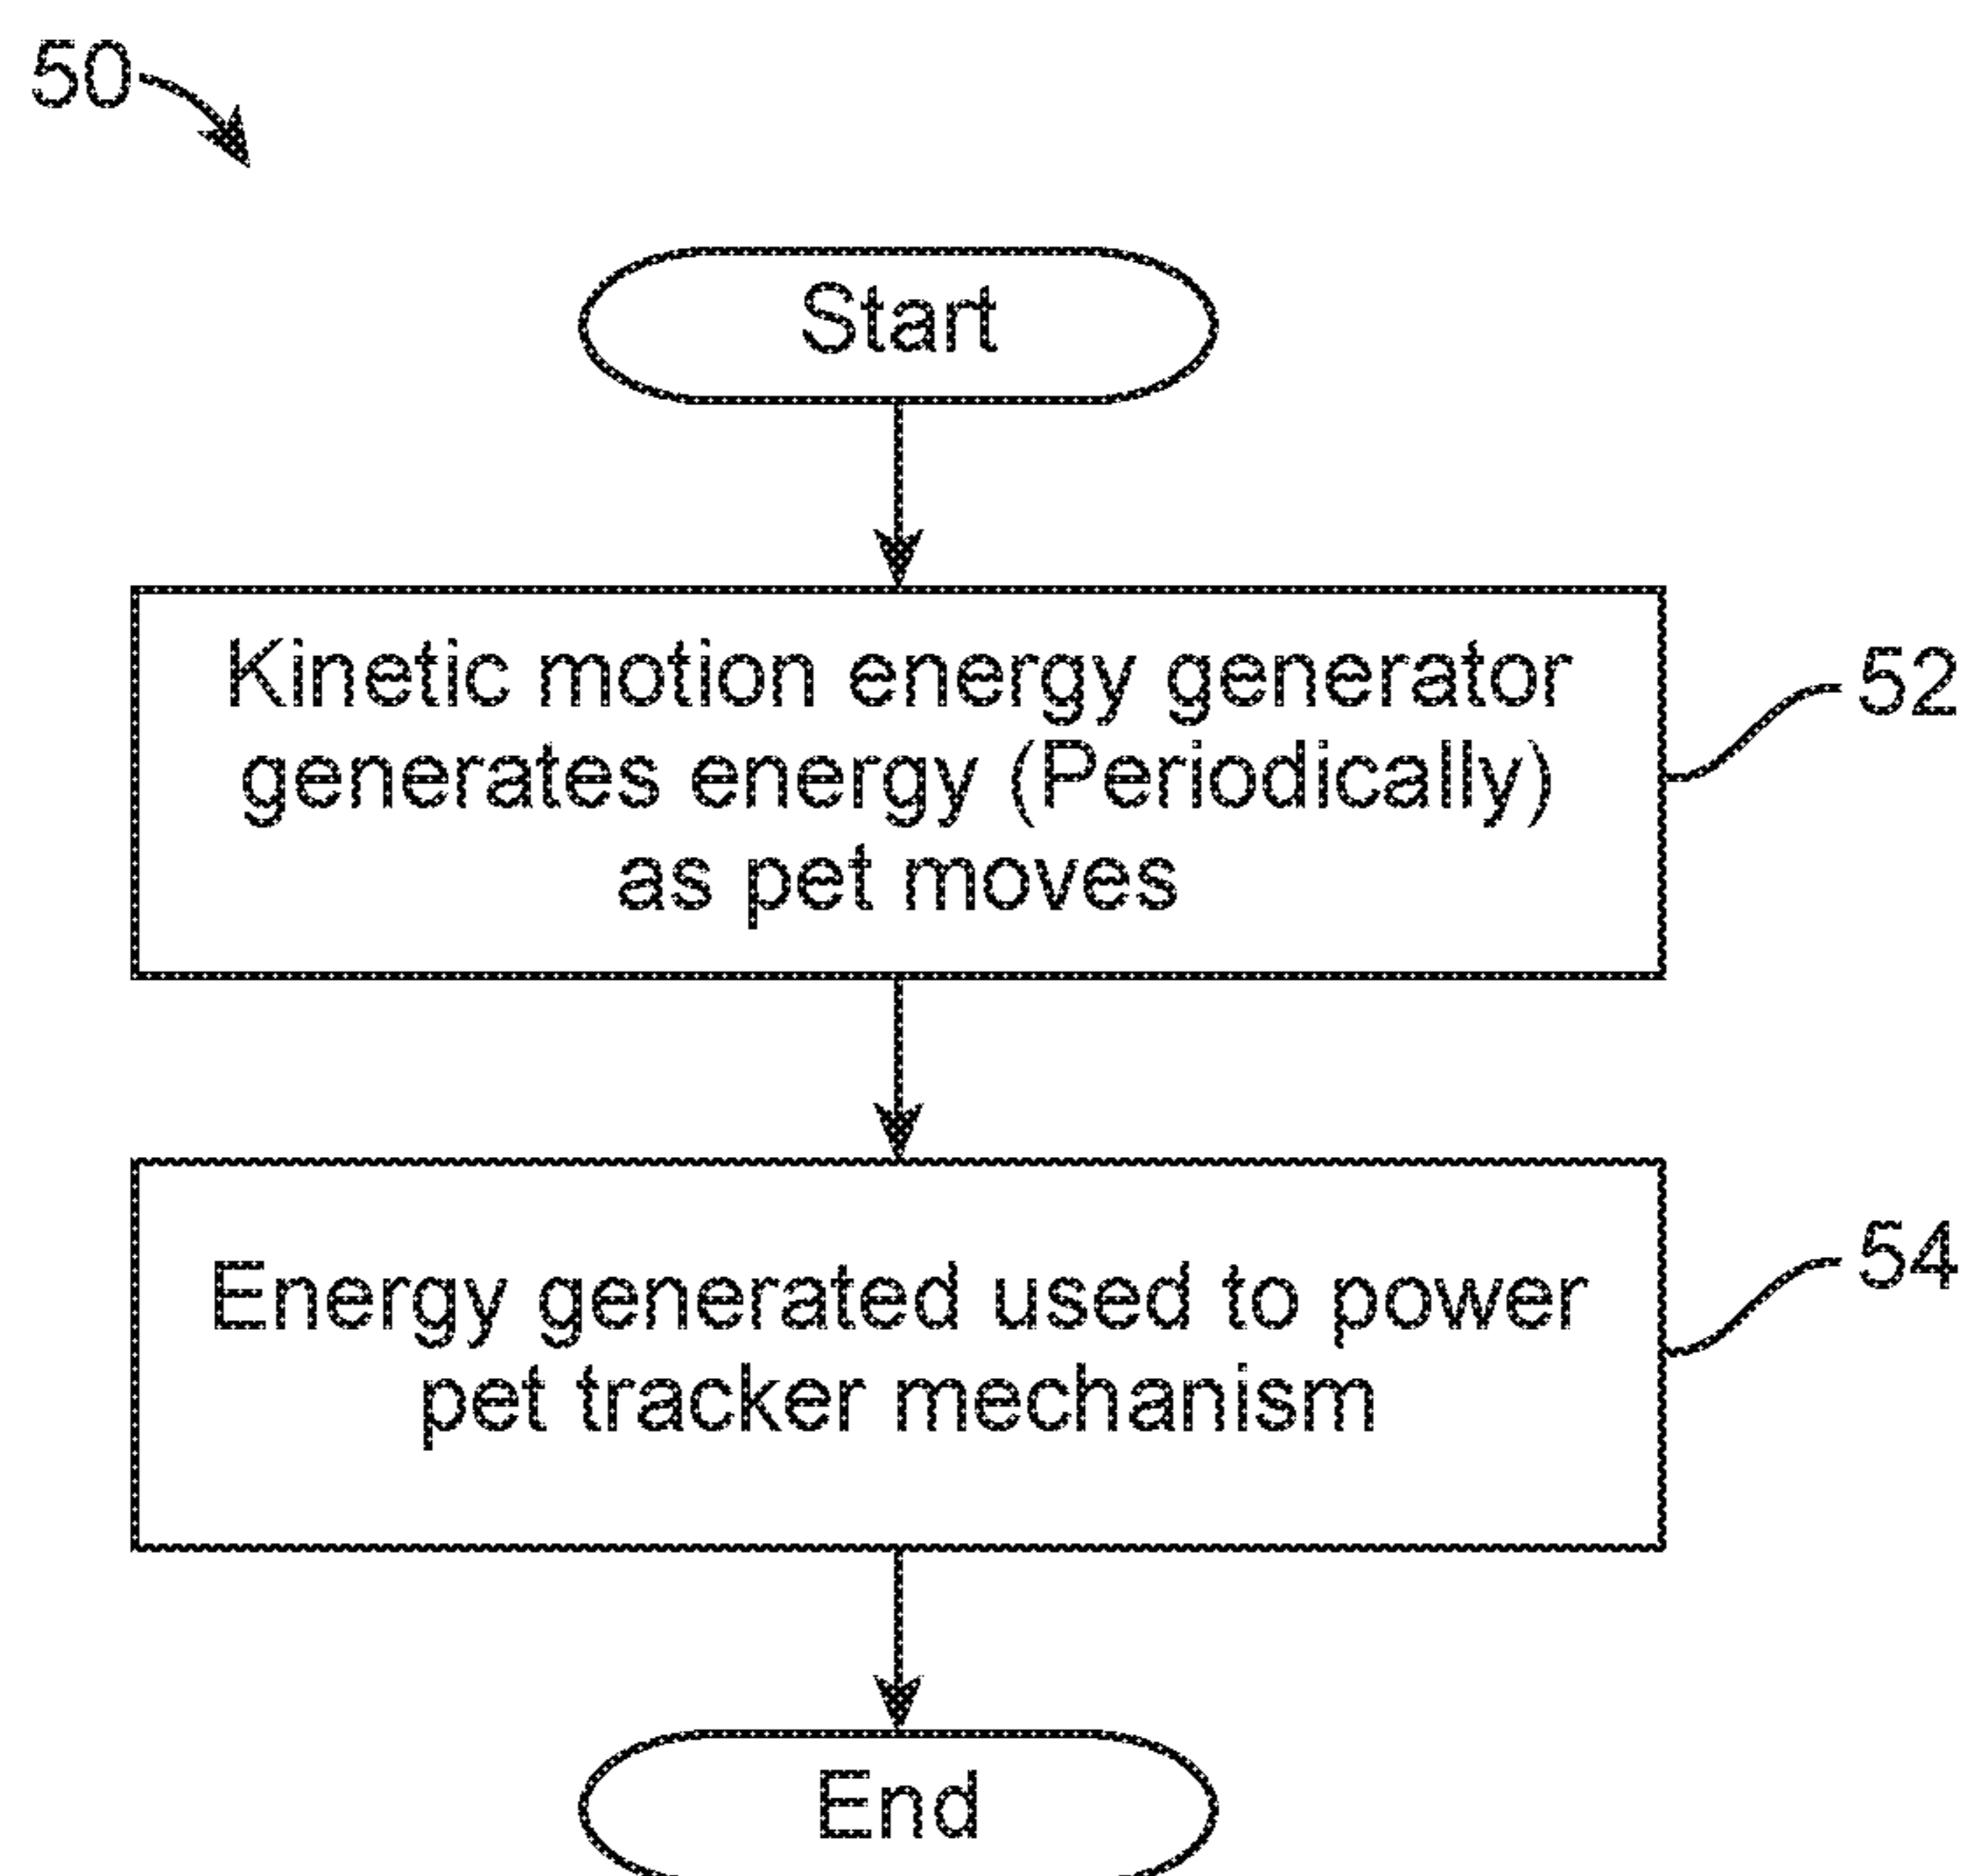 50
Start
Kinetic motion energy generator
generates energy (Periodically)
as pet moves
52
Energy generated used to power
pet tracker mechanism
54
End